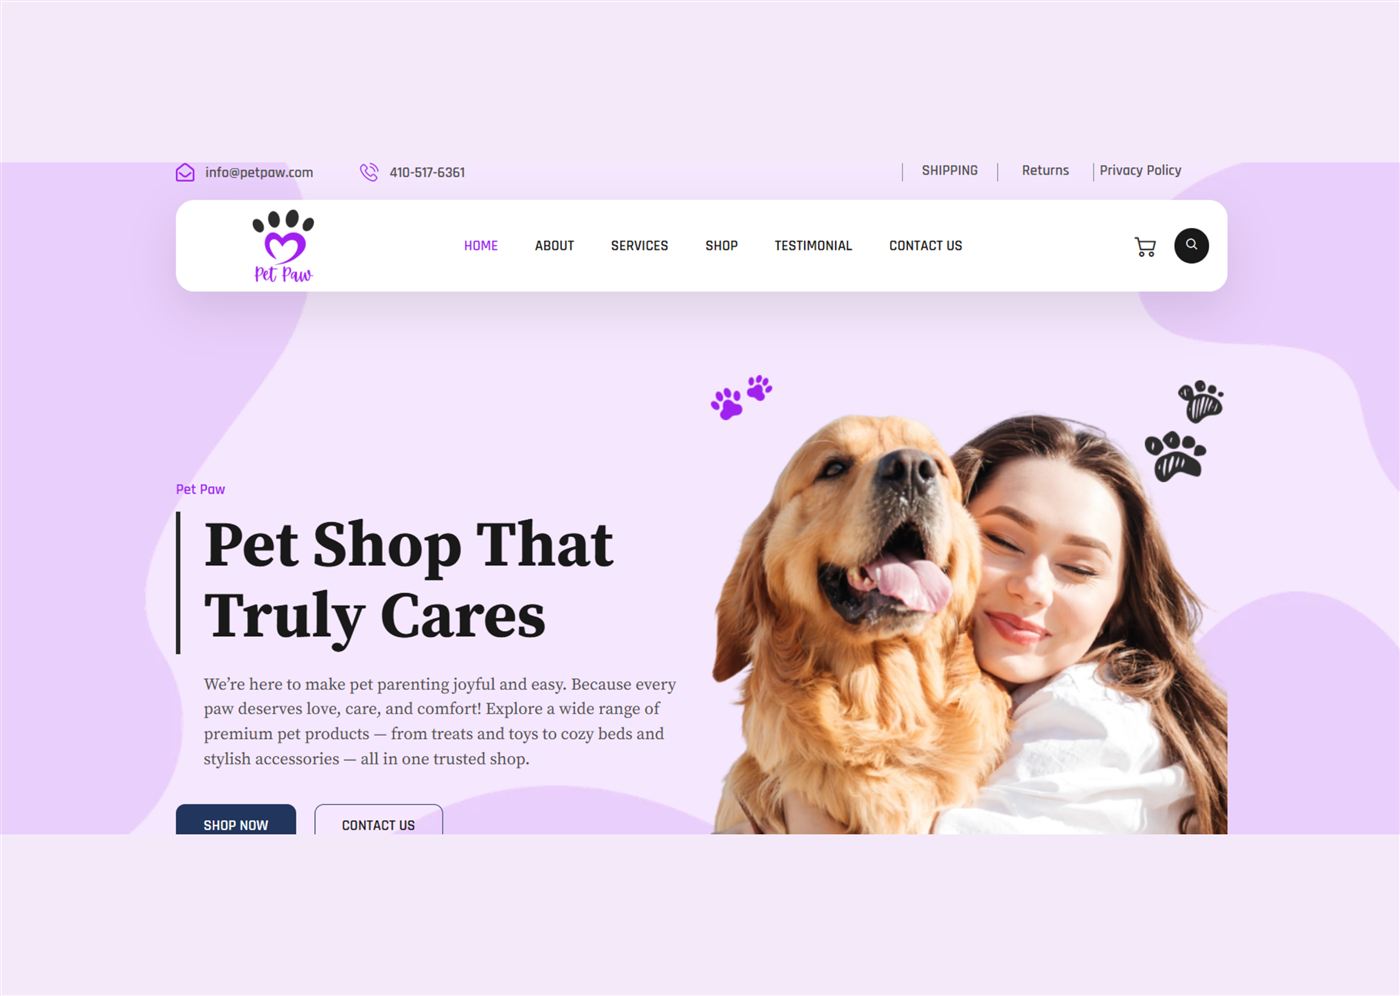 info@petpaw.com
410-517-6361
SHIPPING
Returns
Privacy Policy
Pet Paw
HOME
ABOUT
SERVICES
SHOP
TESTIMONIAL
CONTACT US
Pet Paw
Pet Shop That
Truly Cares
We’re here to make pet parenting joyful and easy. Because every
paw deserves love, care, and comfort! Explore a wide range of
premium pet products — from treats and toys to cozy beds and
stylish accessories — all in one trusted shop.
SHOP NOW
CONTACT US